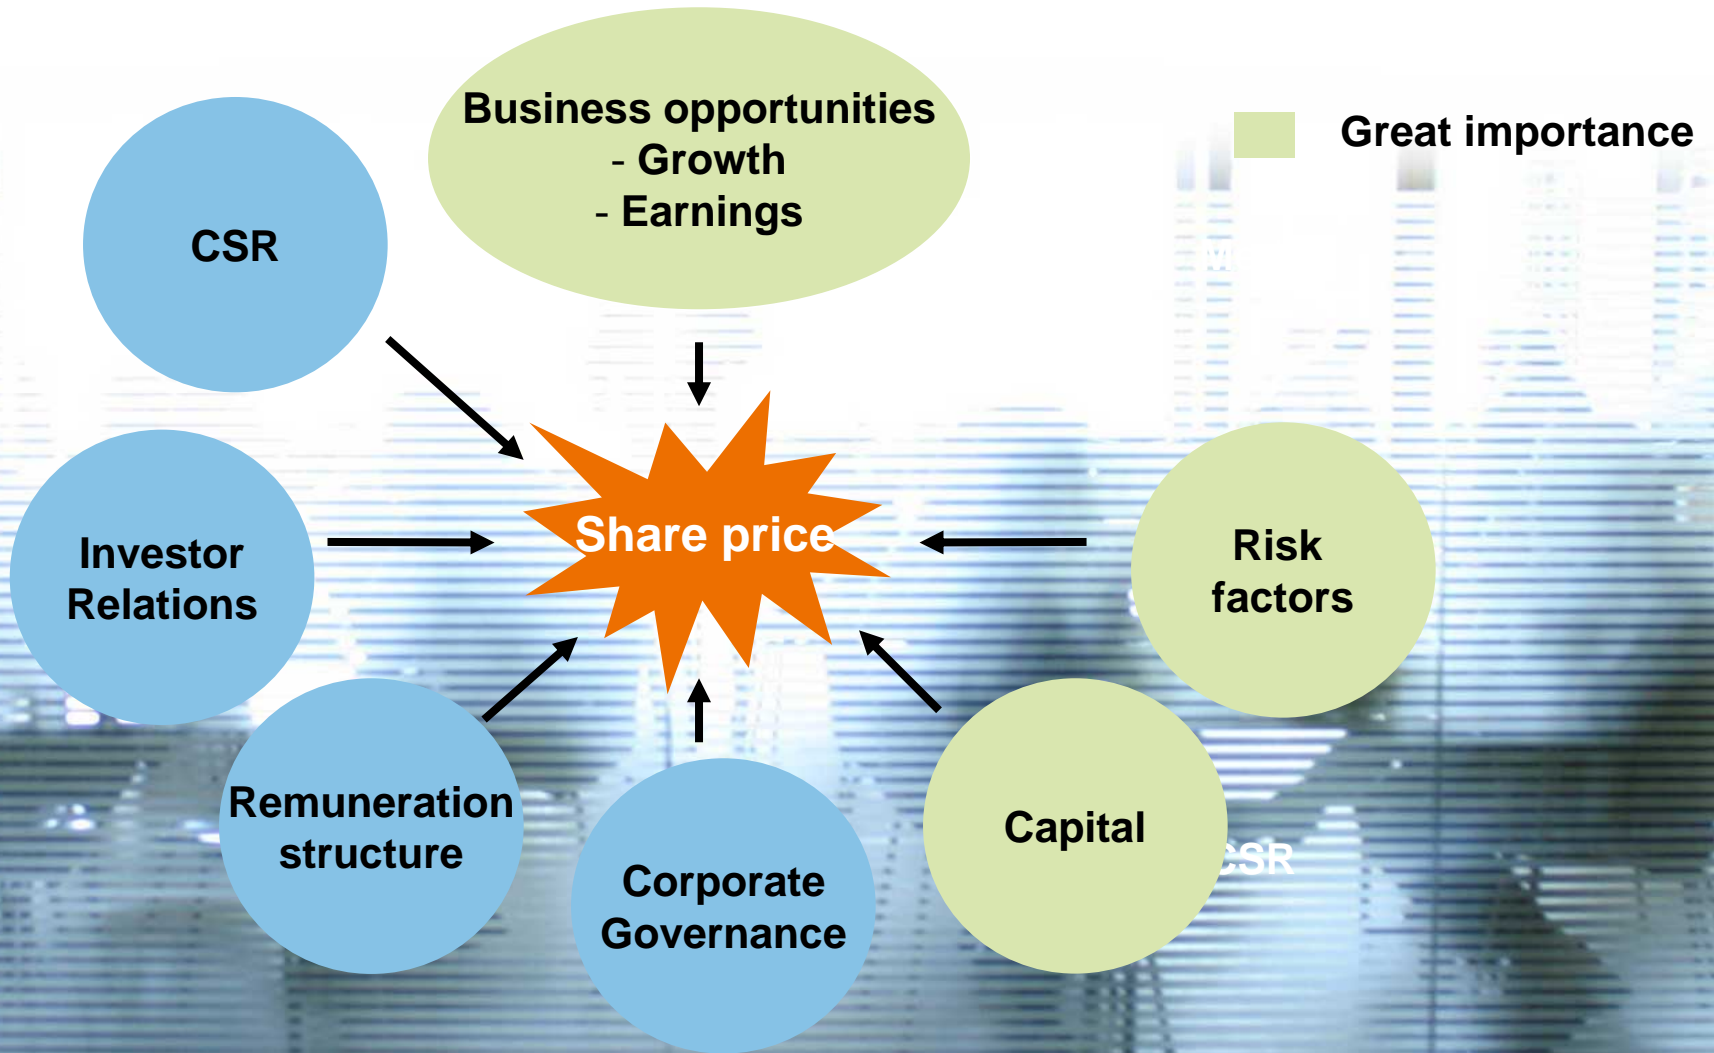 Business opportunities
- Growth
- Earnings
Great importance
CSR
Share price
Investor
Relations
Risk
factors
Remuneration
structure
Capital
CSR
Corporate
Governance